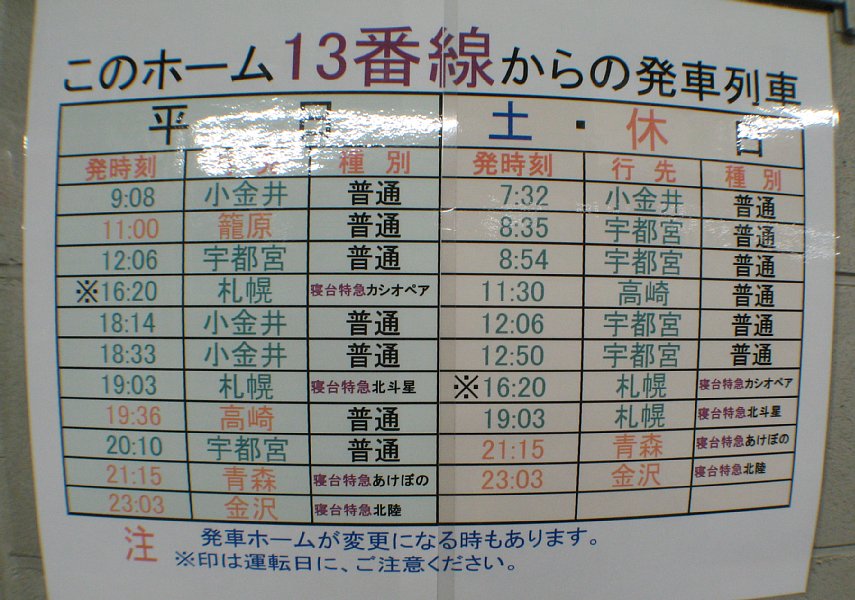 このホーム13番線からの発車列車
平 日 土・休 日
発時刻 行先 種別 発時刻 行先 種別
9:08 小金井 普通 7:32 小金井 普通
11:00 籠原 普通 8:35 宇都宮 普通
12:06 宇都宮 普通 8:54 宇都宮 普通
※16:20 札幌 寝台特急カシオペア 11:30 高崎 普通
18:14 小金井 普通 12:06 宇都宮 普通
18:33 小金井 普通 12:50 宇都宮 普通
19:03 札幌 寝台特急北斗星 ※16:20 札幌 寝台特急カシオペア
19:36 高崎 普通 19:03 札幌 寝台特急北斗星
20:10 宇都宮 普通 21:15 青森 寝台特急あけぼの
21:15 青森 寝台特急あけぼの 23:03 金沢 寝台特急北陸
23:03 金沢 寝台特急北陸
注 発車ホームが変更になる時もあります。
※印は運転日に、ご注意ください。